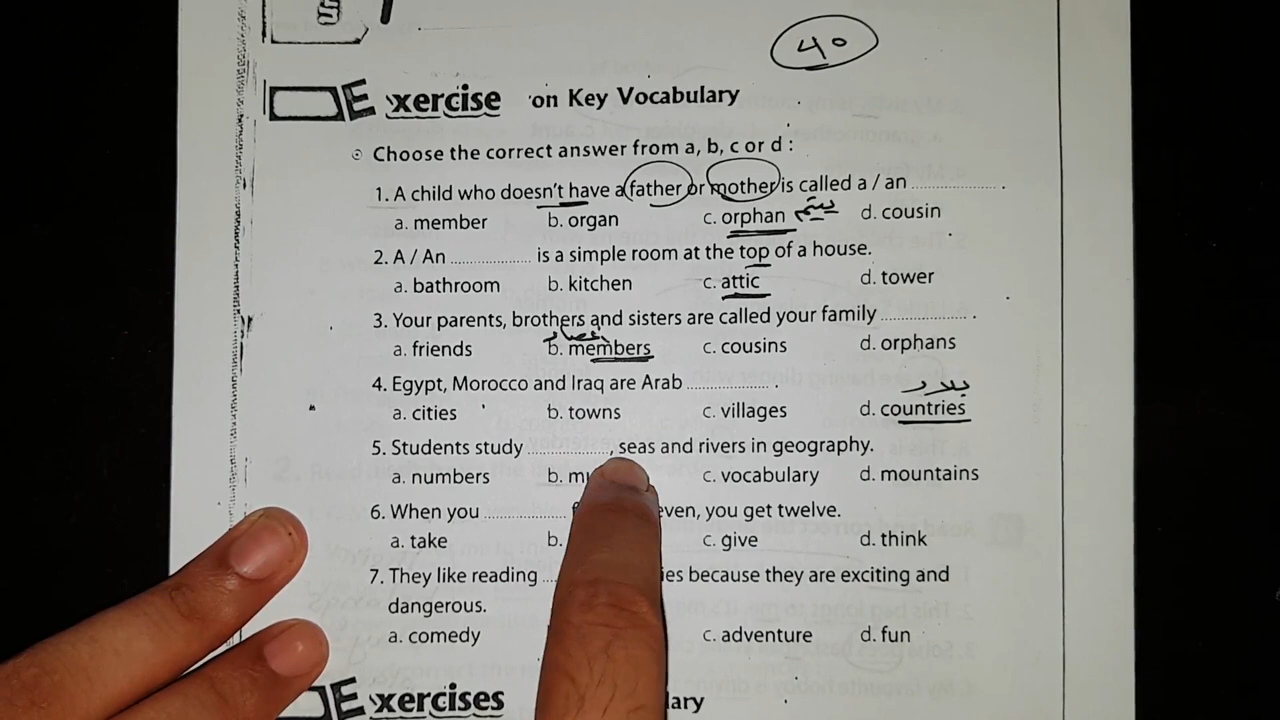 40
Exercise on Key Vocabulary
Choose the correct answer from a, b, c or d :
1. A child who doesn't have a father or mother is called a / an .................... .
a. member b. organ c. orphan يتيم d. cousin
2. A / An .................... is a simple room at the top of a house.
a. bathroom b. kitchen c. attic d. tower
3. Your parents, brothers and sisters are called your family .................... .
a. friends b. members c. cousins d. orphans
بلاد
4. Egypt, Morocco and Iraq are Arab .................... .
a. cities b. towns c. villages d. countries
5. Students study ...................., seas and rivers in geography.
a. numbers b. c. vocabulary d. mountains
6. When you .................... you get twelve.
a. take b. c. give d. think
7. They like reading .... because they are exciting and
dangerous.
a. comedy c. adventure d. fun
Exercises